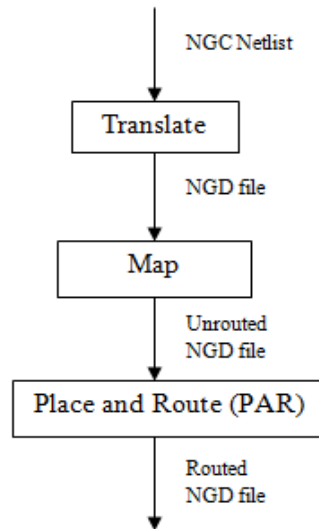 NGC Netlist
Translate
NGD file
Map
Unrouted
NGD file
Place and Route (PAR)
Routed
NGD file